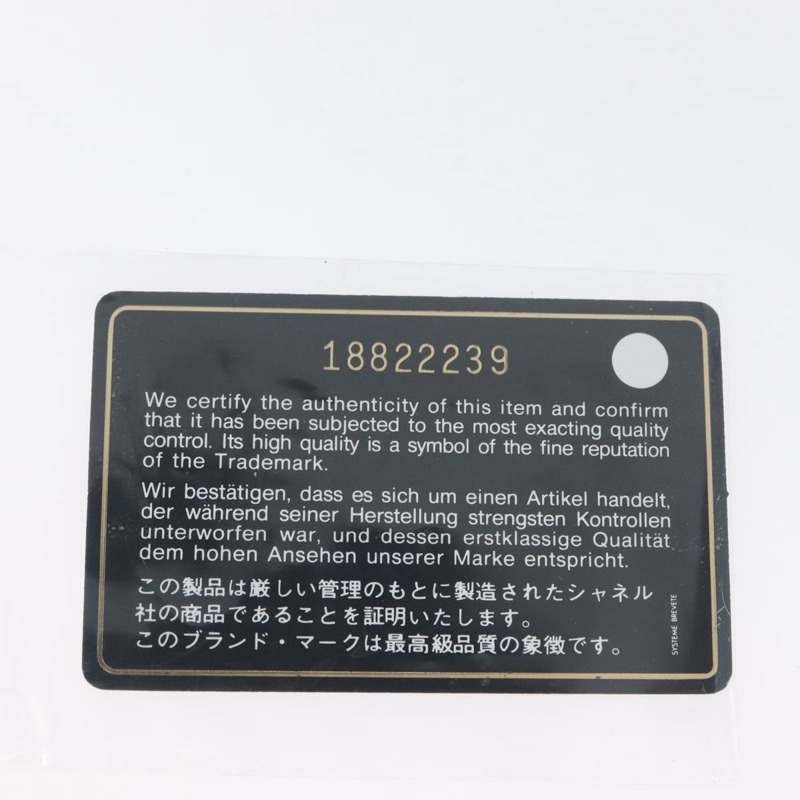 18822239
We certify the authenticity of this item and confirm
that it has been subjected to the most exacting quality
control. Its high quality is a symbol of the fine reputation
of the Trademark.
Wir bestätigen, dass es sich um einen Artikel handelt,
der während seiner Herstellung strengsten Kontrollen
unterworfen war, und dessen erstklassige Qualität
dem hohen Ansehen unserer Marke entspricht.
この製品は厳しい管理のもとに製造されたシャネル
社の商品であることを証明いたします。
このブランド・マークは最高級品質の象徴です。
SYSTEME BREVETE